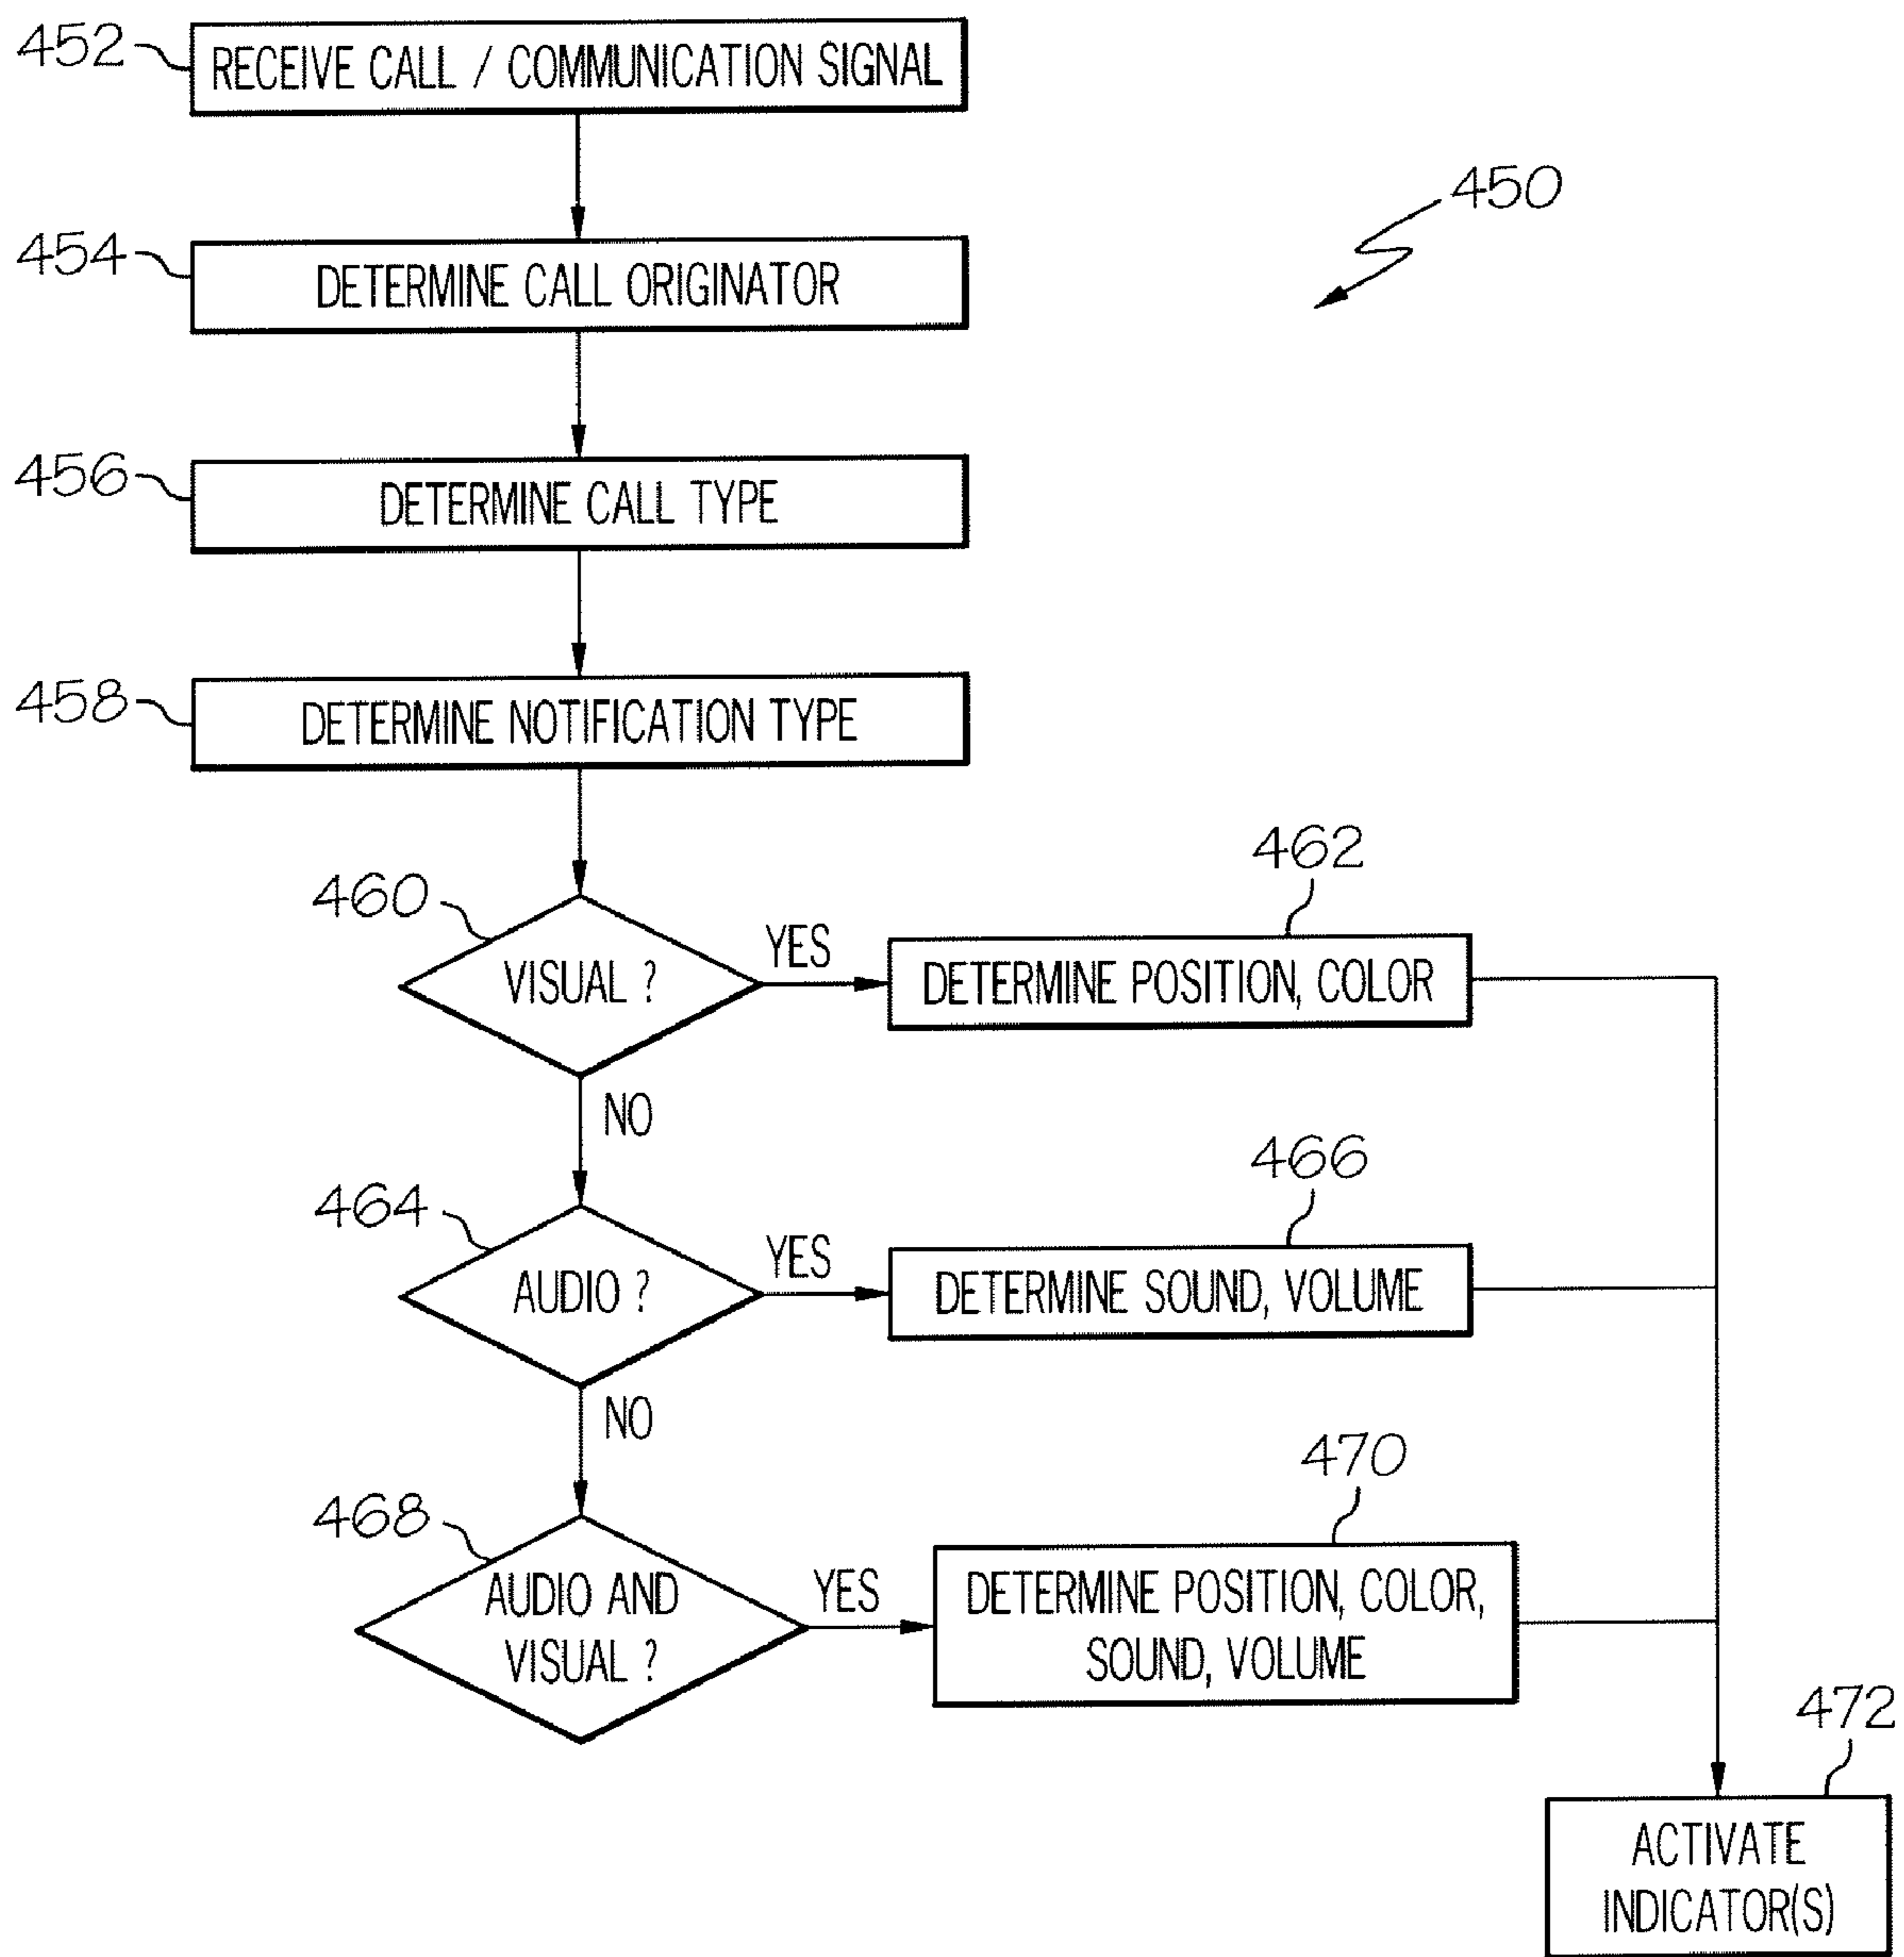 452
RECEIVE CALL / COMMUNICATION SIGNAL
450
454
DETERMINE CALL ORIGINATOR
456
DETERMINE CALL TYPE
458
DETERMINE NOTIFICATION TYPE
460
VISUAL ?
YES
462
DETERMINE POSITION, COLOR
NO
464
AUDIO ?
YES
466
DETERMINE SOUND, VOLUME
NO
468
AUDIO AND
VISUAL ?
YES
470
DETERMINE POSITION, COLOR,
SOUND, VOLUME
472
ACTIVATE
INDICATOR(S)